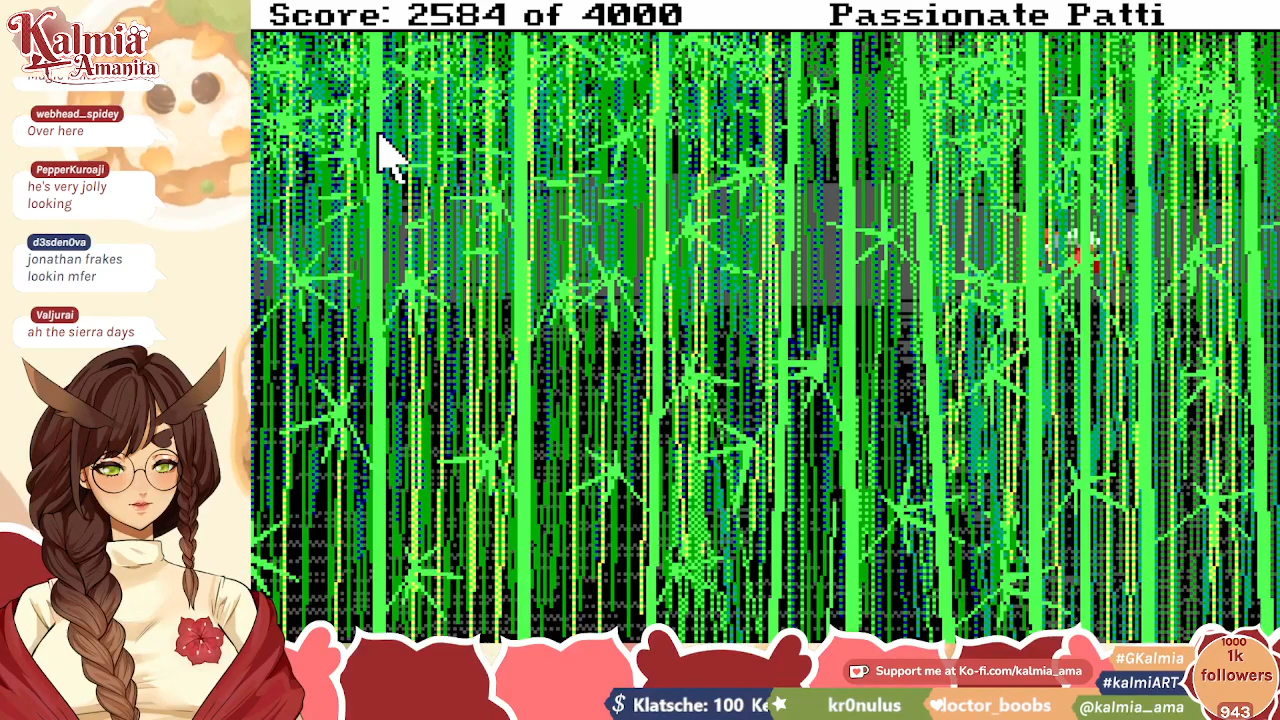 Score: 2584 of 4000
Passionate Patti
Kalmia
Amanita
webhead_spidey
Over here
PepperKuroaji
he's very jolly
looking
d3sden0va
jonathan frakes
lookin mfer
Valjurai
ah the sierra days
Support me at Ko-fi.com/kalmia_ama
#GKalmia
#kalmiART
@kalmia_ama
$ Klatsche: 100 Ke
kr0nulus
doctor_boobs
1000
1k
followers
943